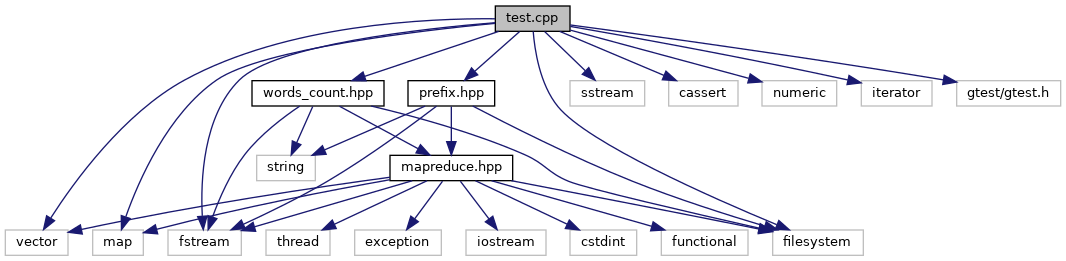 test.cpp
words_count.hpp
prefix.hpp
sstream
cassert
numeric
iterator
gtest/gtest.h
string
mapreduce.hpp
vector
map
fstream
thread
exception
iostream
cstdint
functional
filesystem